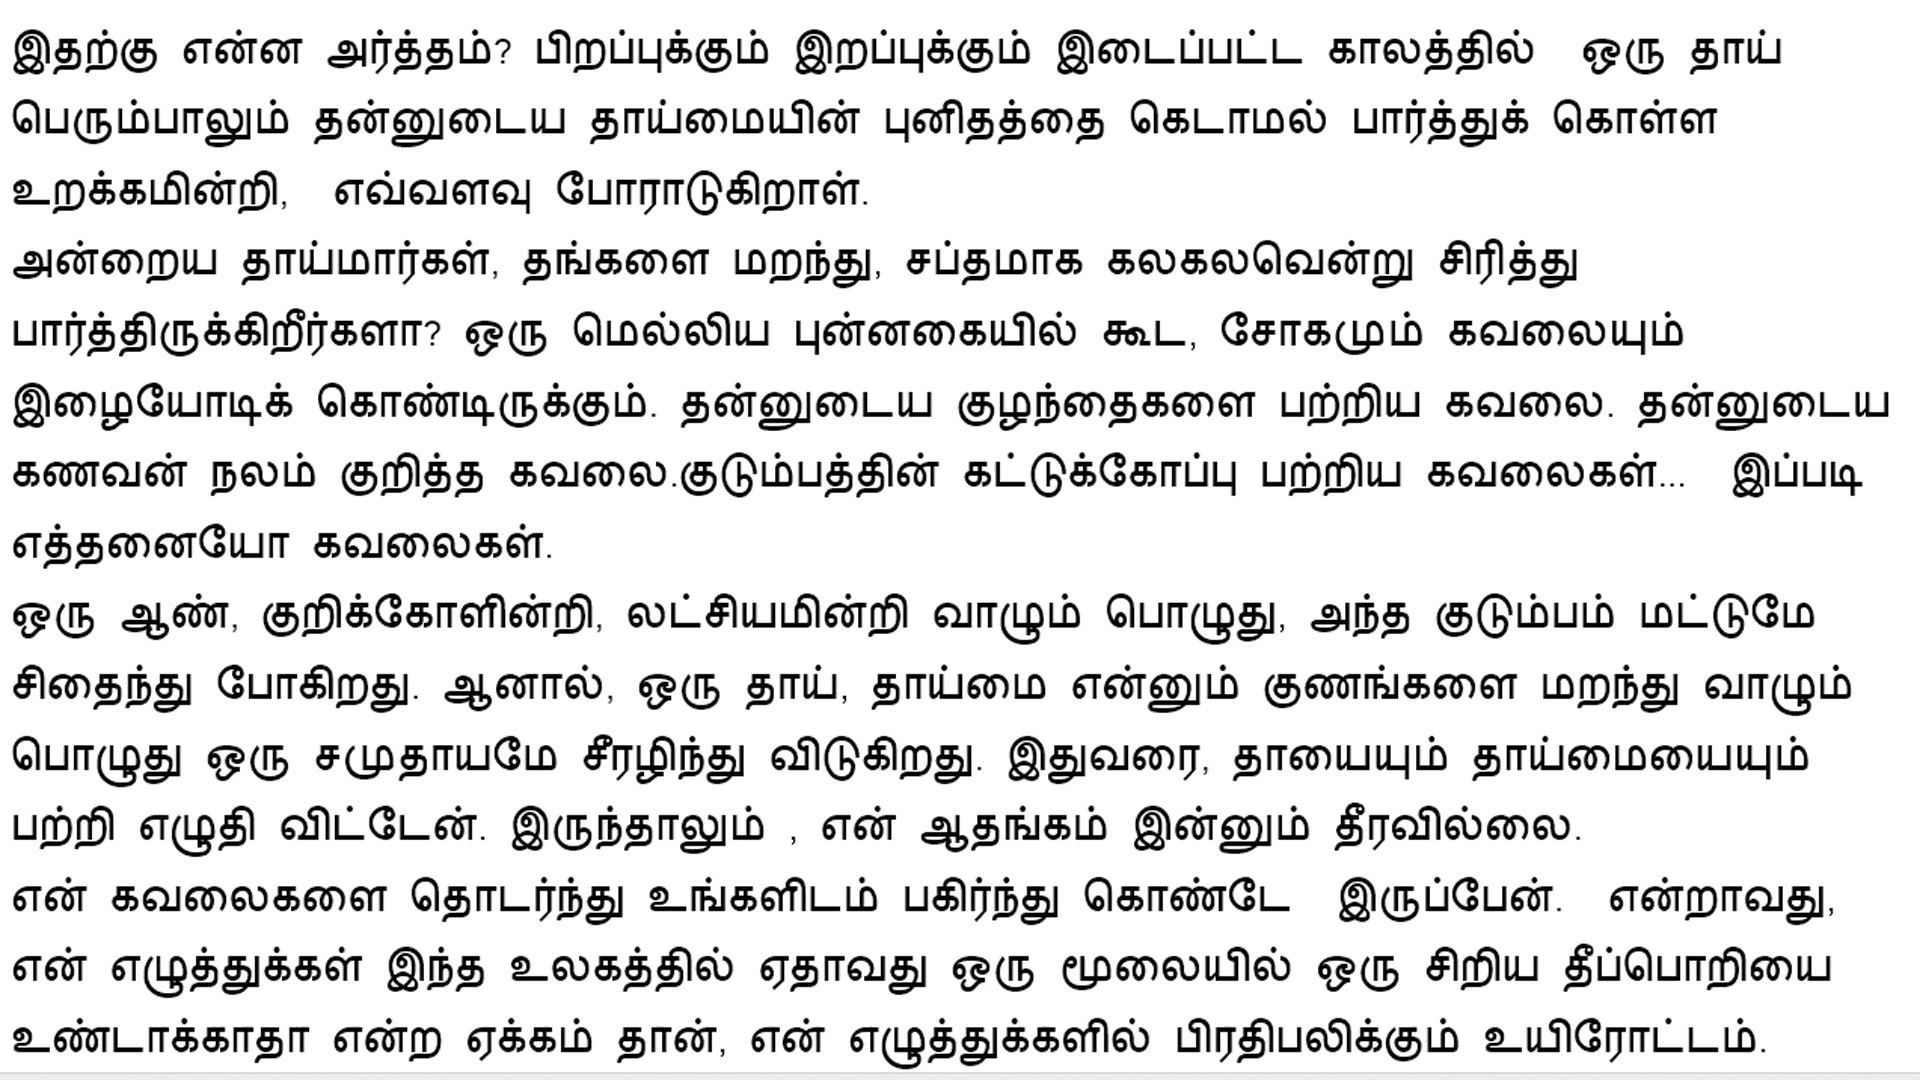 இதற்கு என்ன அர்த்தம்? பிறப்புக்கும் இறப்புக்கும் இடைப்பட்ட காலத்தில் ஒரு தாய்
பெரும்பாலும் தன்னுடைய தாய்மையின் புனிதத்தை கெடாமல் பார்த்துக் கொள்ள
உறக்கமின்றி, எவ்வளவு போராடுகிறாள்.
அன்றைய தாய்மார்கள், தங்களை மறந்து, சப்தமாக கலகலவென்று சிரித்து
பார்த்திருக்கிறீர்களா? ஒரு மெல்லிய புன்னகையில் கூட, சோகமும் கவலையும்
இழையோடிக் கொண்டிருக்கும். தன்னுடைய குழந்தைகளை பற்றிய கவலை. தன்னுடைய
கணவன் நலம் குறித்த கவலை.குடும்பத்தின் கட்டுக்கோப்பு பற்றிய கவலைகள்... இப்படி
எத்தனையோ கவலைகள்.
ஒரு ஆண், குறிக்கோளின்றி, லட்சியமின்றி வாழும் பொழுது, அந்த குடும்பம் மட்டுமே
சிதைந்து போகிறது. ஆனால், ஒரு தாய், தாய்மை என்னும் குணங்களை மறந்து வாழும்
பொழுது ஒரு சமுதாயமே சீரழிந்து விடுகிறது. இதுவரை, தாயையும் தாய்மையையும்
பற்றி எழுதி விட்டேன். இருந்தாலும் , என் ஆதங்கம் இன்னும் தீரவில்லை.
என் கவலைகளை தொடர்ந்து உங்களிடம் பகிர்ந்து கொண்டே இருப்பேன். என்றாவது,
என் எழுத்துக்கள் இந்த உலகத்தில் ஏதாவது ஒரு மூலையில் ஒரு சிறிய தீப்பொறியை
உண்டாக்காதா என்ற ஏக்கம் தான், என் எழுத்துக்களில் பிரதிபலிக்கும் உயிரோட்டம்.